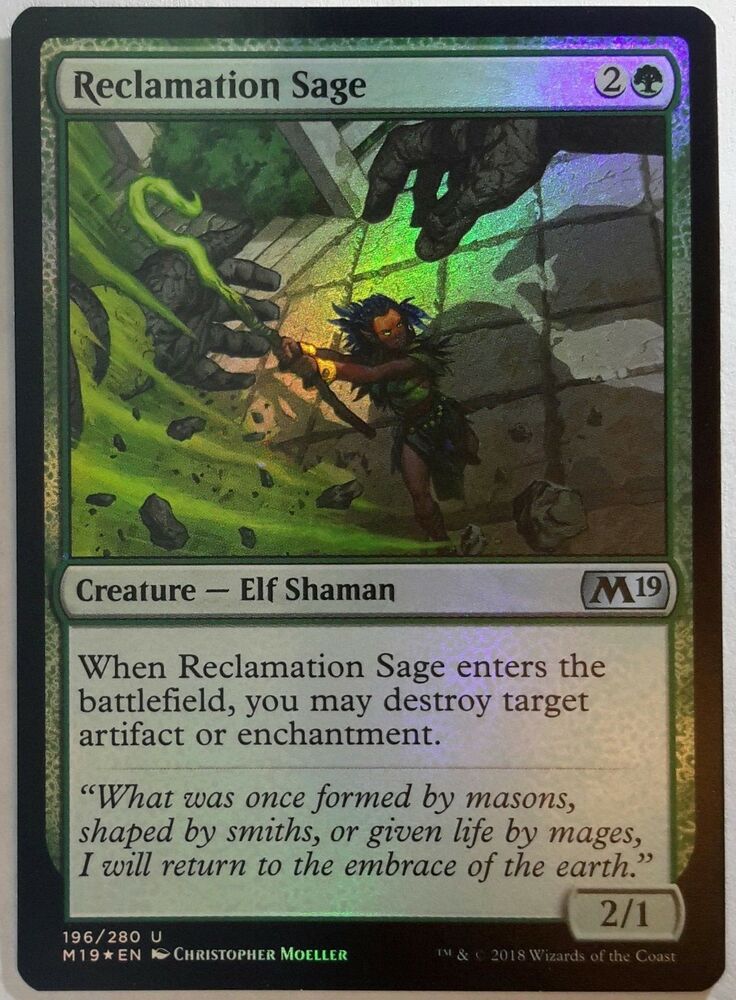 Reclamation Sage 2
Creature — Elf Shaman M19
When Reclamation Sage enters the
battlefield, you may destroy target
artifact or enchantment.
“What was once formed by masons,
shaped by smiths, or given life by mages,
I will return to the embrace of the earth.”
2/1
196/280 U
M19★EN Christopher Moeller ™ & © 2018 Wizards of the Coast